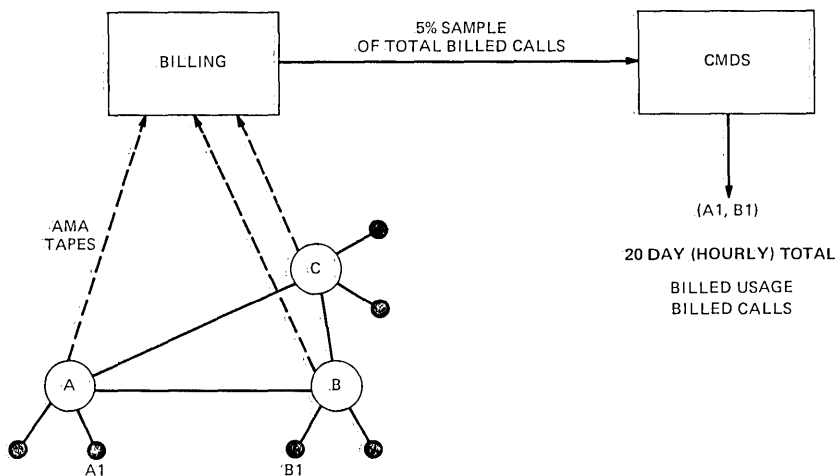 5% SAMPLE
OF TOTAL BILLED CALLS
BILLING
CMDS
AMA
TAPES
(A1, B1)
20 DAY (HOURLY) TOTAL
BILLED USAGE
BILLED CALLS
C
A
B
A1
B1